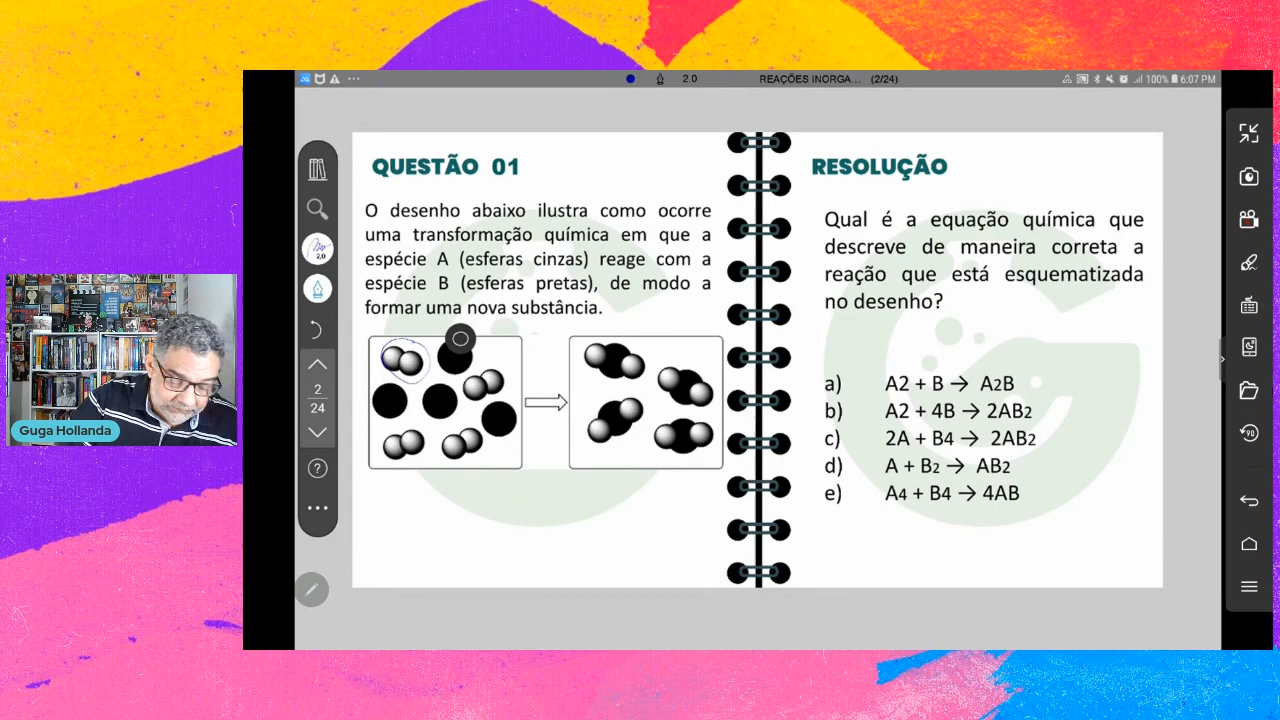 2.0
REAÇÕES INORGA... (2/24)
100% 6:07 PM
QUESTÃO 01
O desenho abaixo ilustra como ocorre
uma transformação química em que a
espécie A (esferas cinzas) reage com a
espécie B (esferas pretas), de modo a
formar uma nova substância.
RESOLUÇÃO
Qual é a equação química que
descreve de maneira correta a
reação que está esquematizada
no desenho?
a) A2 + B → A2B
b) A2 + 4B → 2AB2
c) 2A + B4 → 2AB2
d) A + B2 → AB2
e) A4 + B4 → 4AB
2.0
2
24
?
90
Guga Hollanda